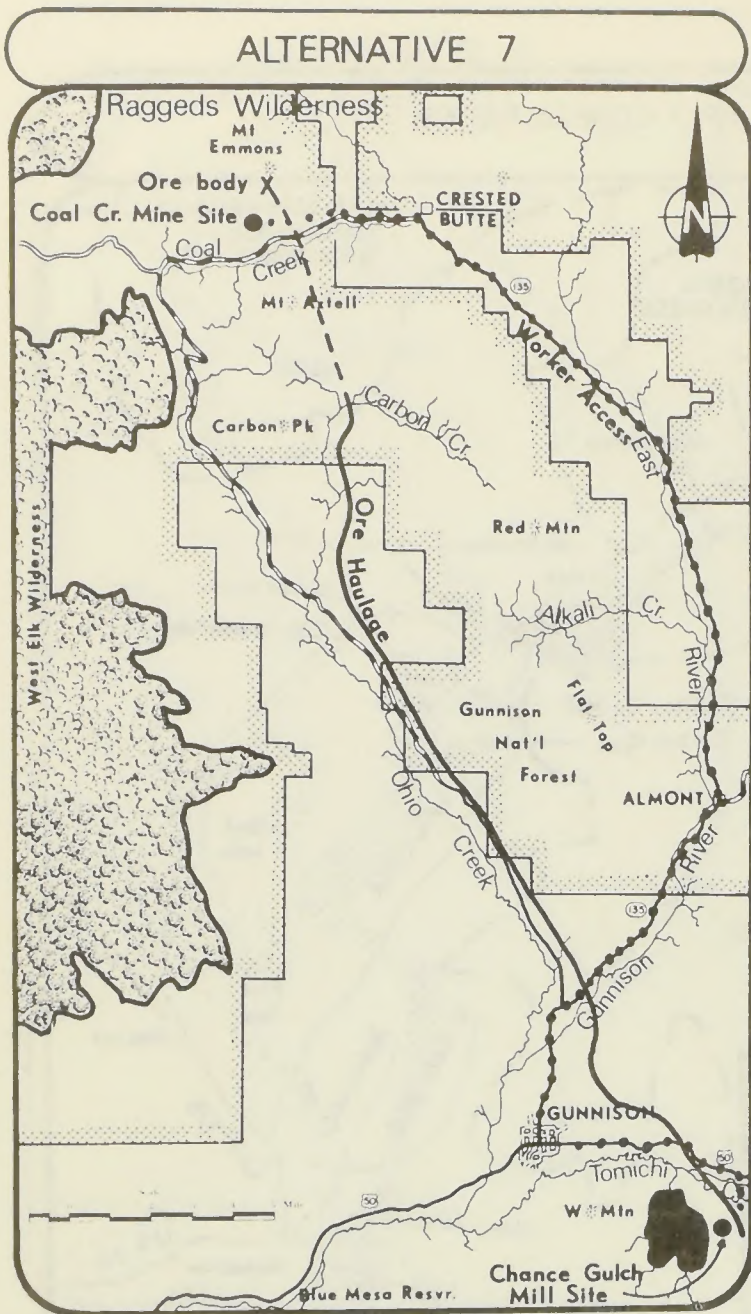 ALTERNATIVE 7
Raggeds Wilderness
Mt
Emmons
Ore body X
Coal Cr. Mine Site
CRESTED
BUTTE
N
Coal
Creek
135
Mt Axtell
Worker Access
East
Carbon Pk
Carbon Cr.
Ore Haulage
Red Mtn
West Elk Wilderness
Alkali Cr.
River
Flat Top
Gunnison
Nat'l
Forest
Ohio
Creek
ALMONT
River
135
Gunnison
GUNNISON
50
Tomichi
50
W Mtn
Chance Gulch
Mill Site
Blue Mesa Resvr.